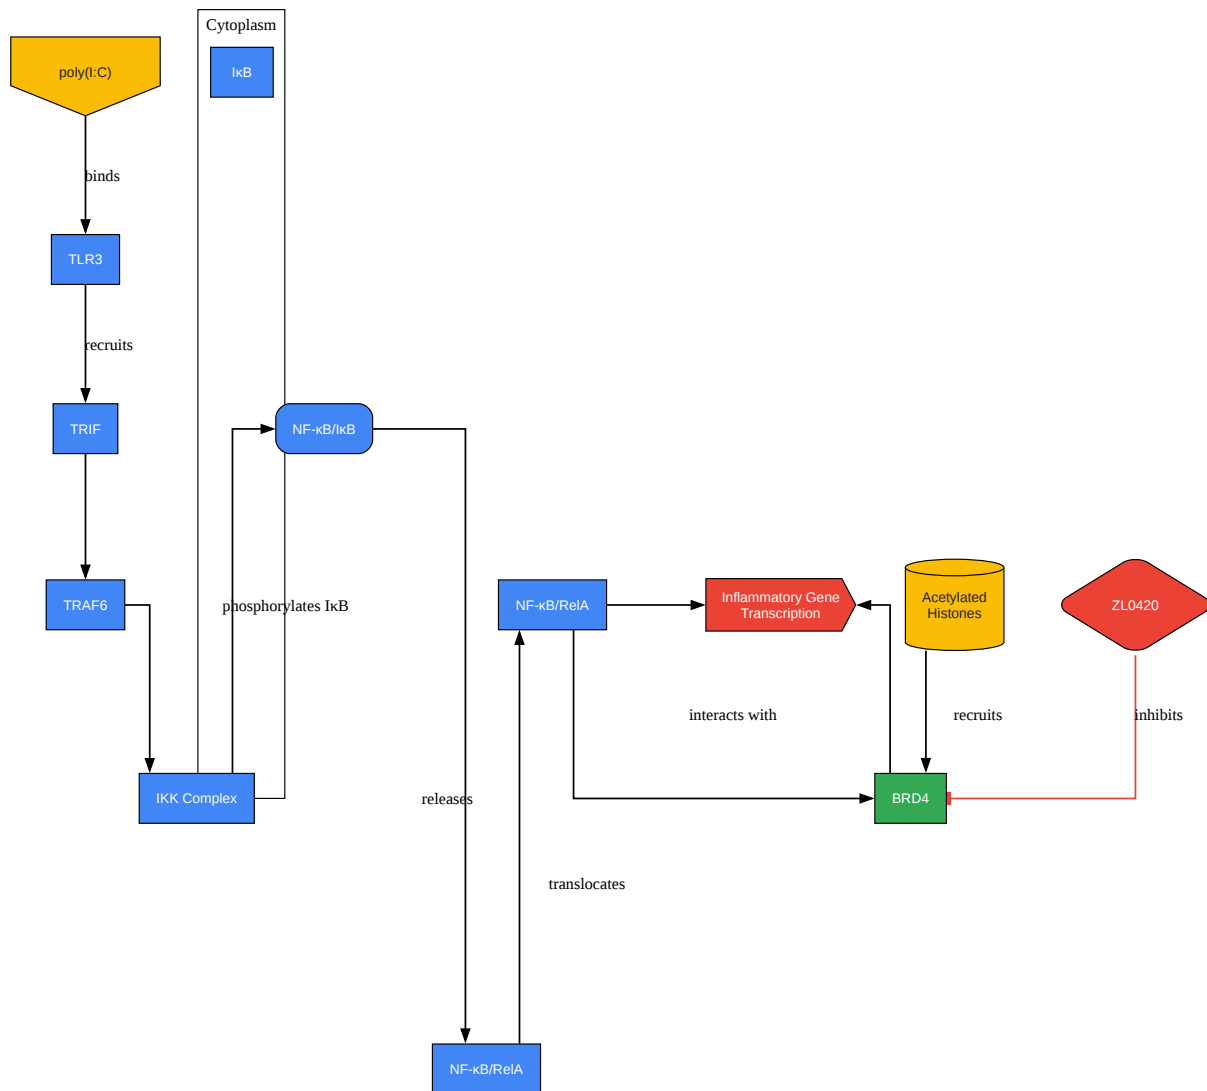 Cytoplasm
poly(I:C)
IκB
binds
TLR3
recruits
TRIF
NF-κB/IκB
TRAF6
phosphorylates IκB
NF-κB/RelA
Inflammatory Gene
Transcription
Acetylated
Histones
ZL0420
interacts with
recruits
inhibits
IKK Complex
releases
BRD4
translocates
NF-κB/RelA